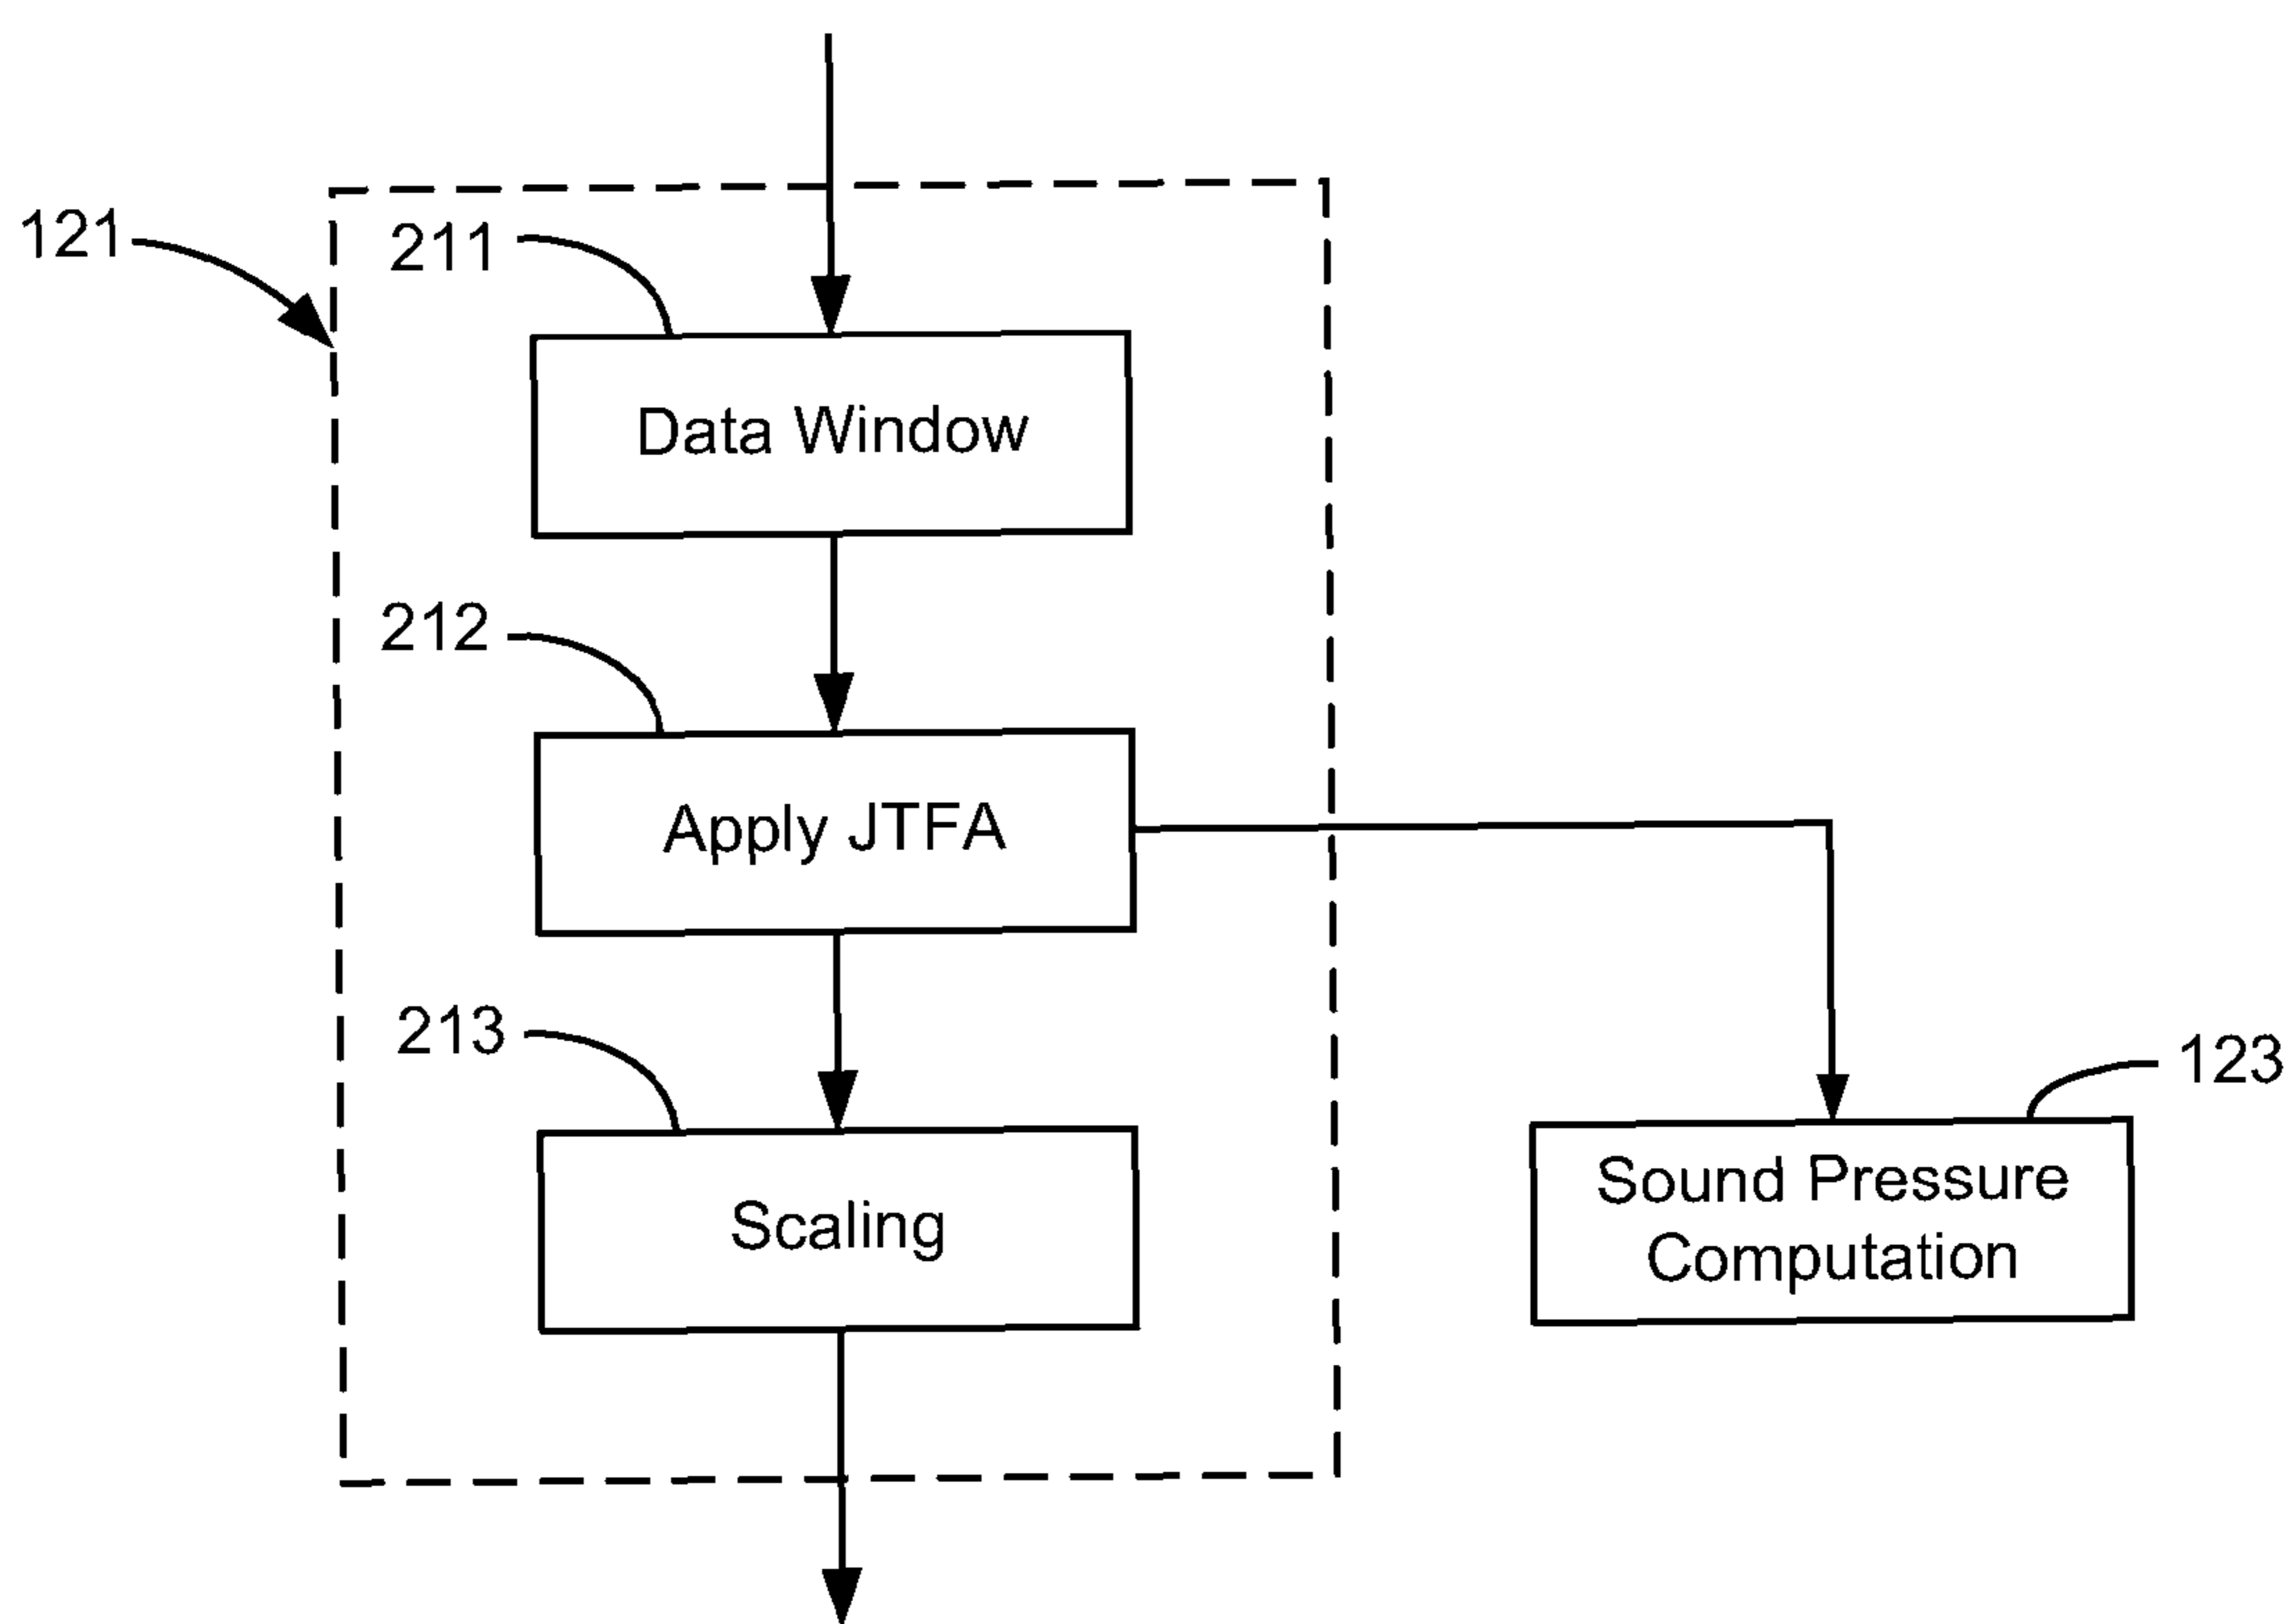 121
211
Data Window
212
Apply JTFA
213
Scaling
123
Sound Pressure
Computation